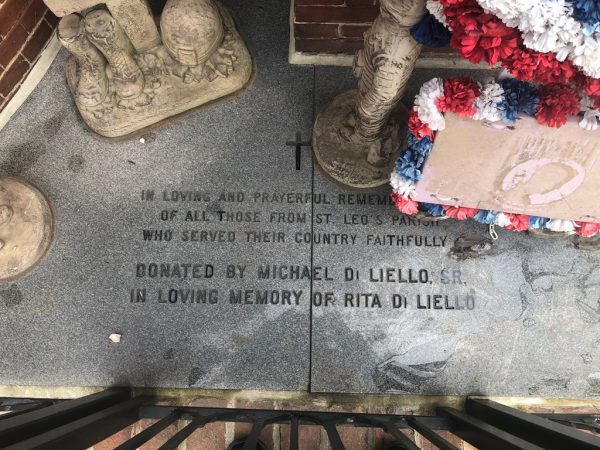 IN LOVING AND PRAYERFUL
OF ALL THOSE FROM ST. LEO'S PARISH
WHO SERVED THEIR COUNTRY FAITHFULLY
DONATED BY MICHAEL DI LIELLO, SR.
IN LOVING MEMORY OF RITA DI LIELLO